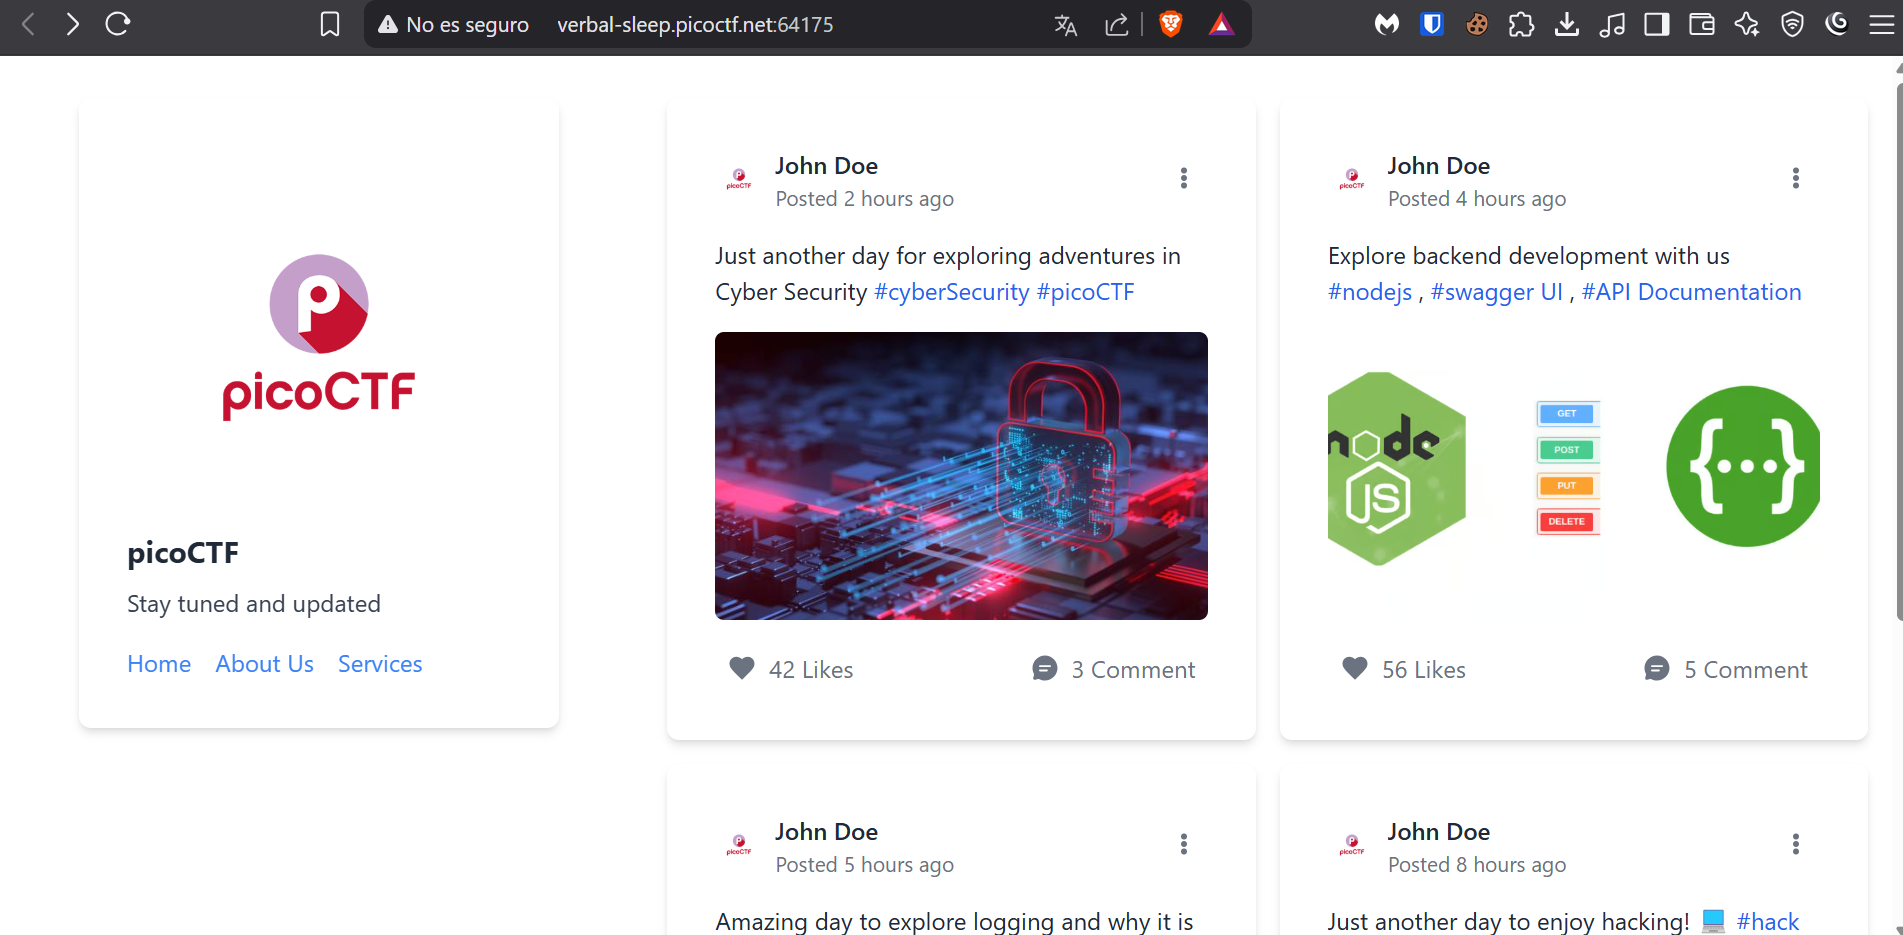 No es seguro verbal-sleep.picoctf.net:64175
picoCTF
picoCTF
Stay tuned and updated
Home About Us Services
picoCTF
John Doe
Posted 2 hours ago
Just another day for exploring adventures in
Cyber Security #cyberSecurity #picoCTF
42 Likes 3 Comment
picoCTF
John Doe
Posted 4 hours ago
Explore backend development with us
#nodejs , #swagger UI , #API Documentation
node
JS
GET
POST
PUT
DELETE
{...}
56 Likes 5 Comment
picoCTF
John Doe
Posted 5 hours ago
Amazing day to explore logging and why it is
picoCTF
John Doe
Posted 8 hours ago
Just another day to enjoy hacking! 💻 #hack